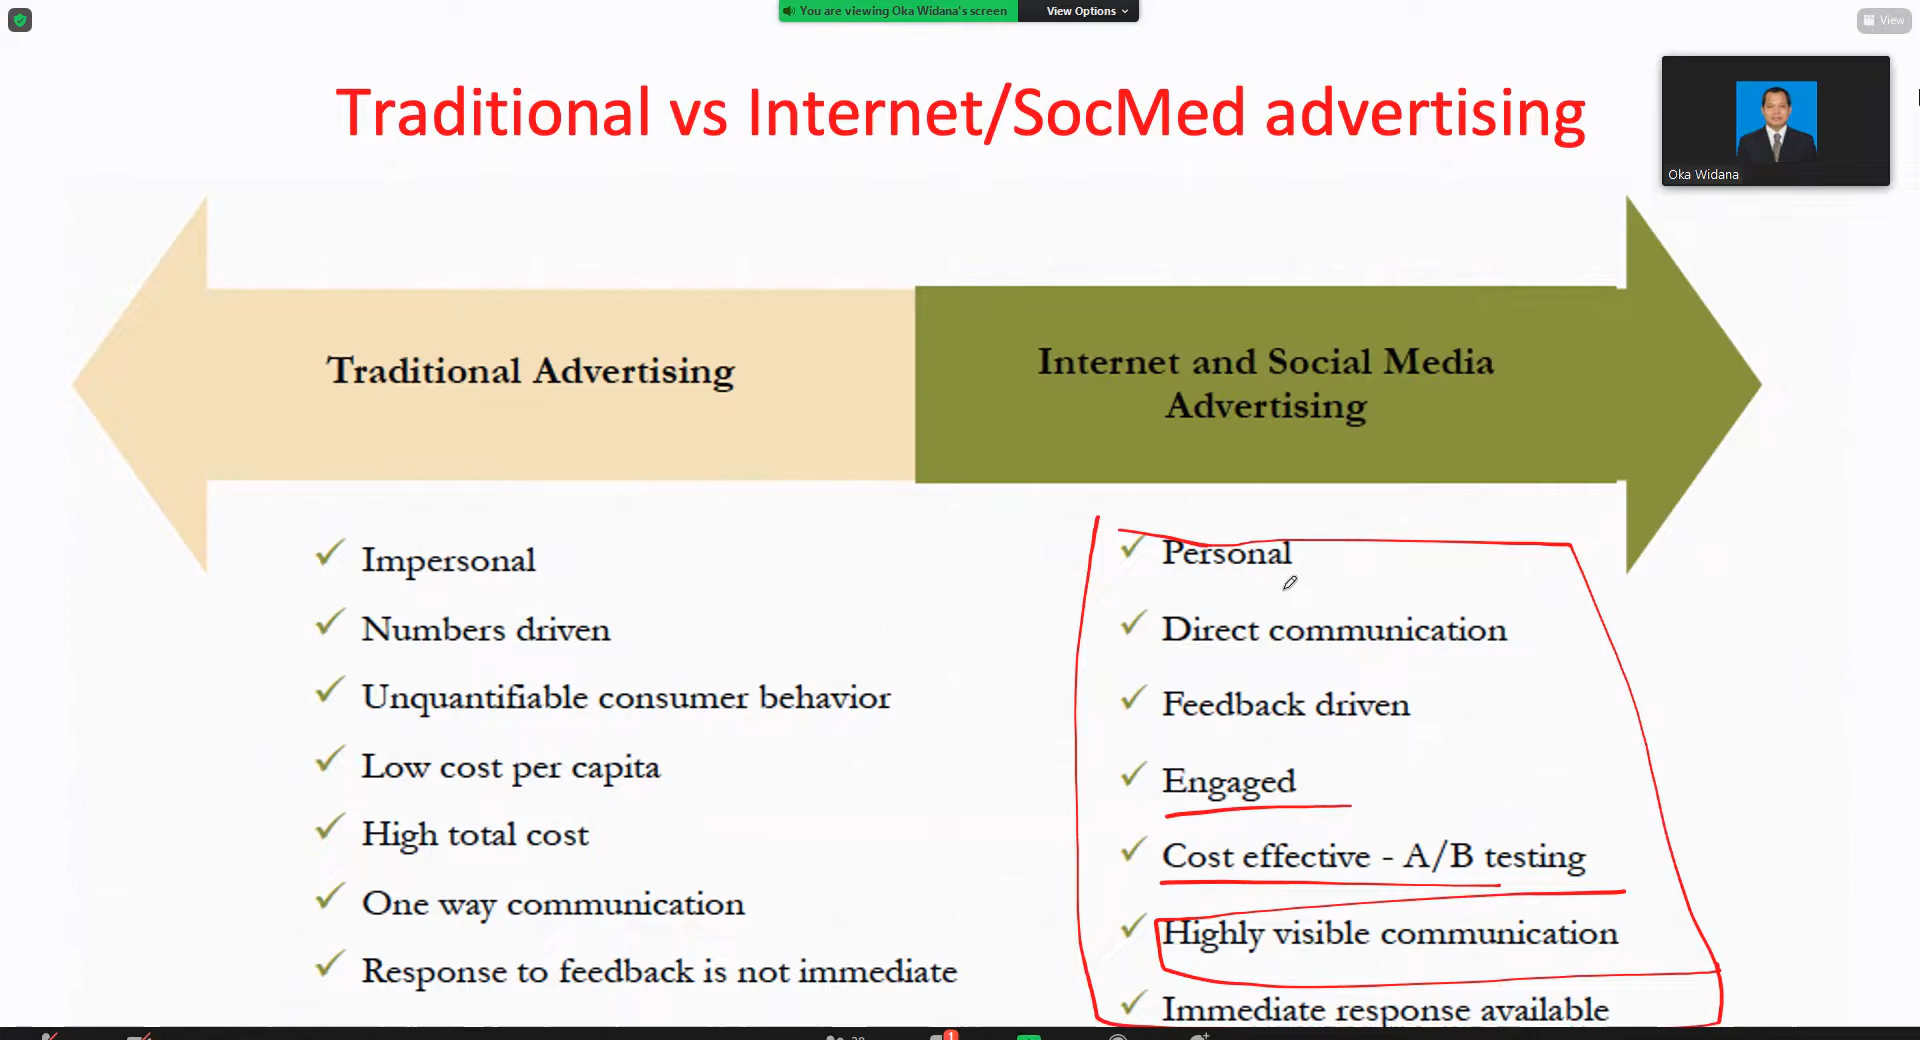 You are viewing Oka Widana's screen
View Options
View
Traditional vs Internet/SocMed advertising
Oka Widana
Traditional Advertising
Internet and Social Media
Advertising
Impersonal
Numbers driven
Unquantifiable consumer behavior
Low cost per capita
High total cost
One way communication
Response to feedback is not immediate
Personal
Direct communication
Feedback driven
Engaged
Cost effective - A/B testing
Highly visible communication
Immediate response available
1